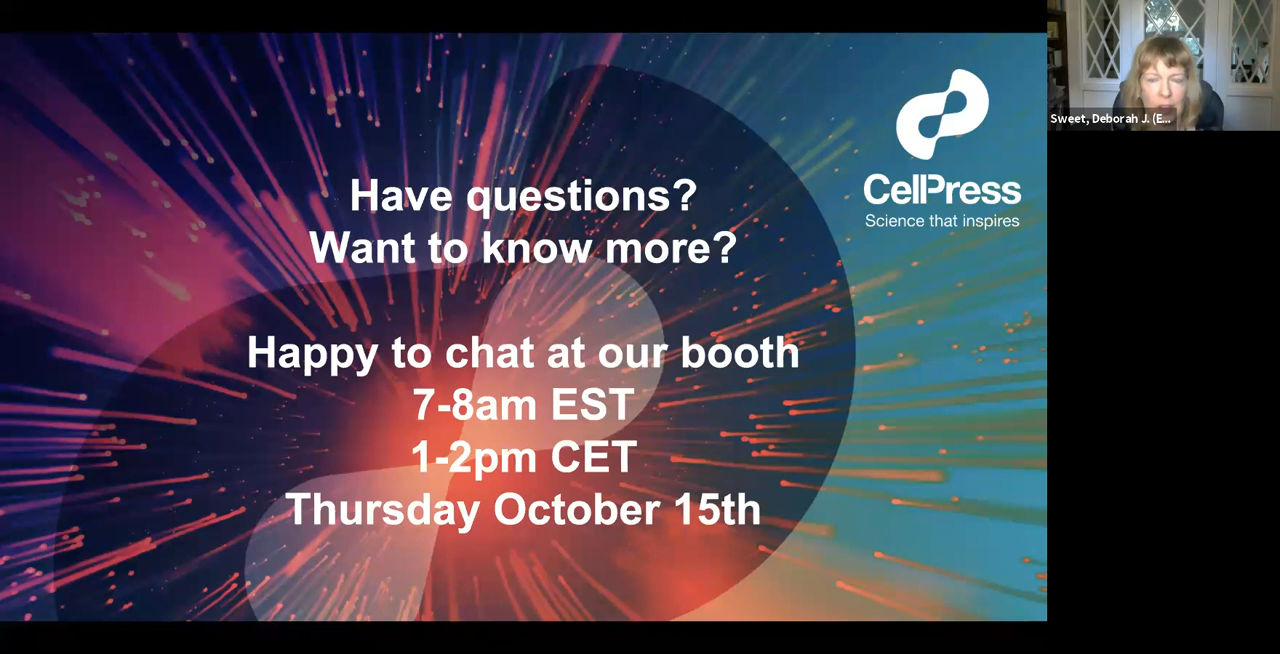 Have questions?
Want to know more?
Happy to chat at our booth
7-8am EST
1-2pm CET
Thursday October 15th
CellPress
Science that inspires
Sweet, Deborah J. (E...